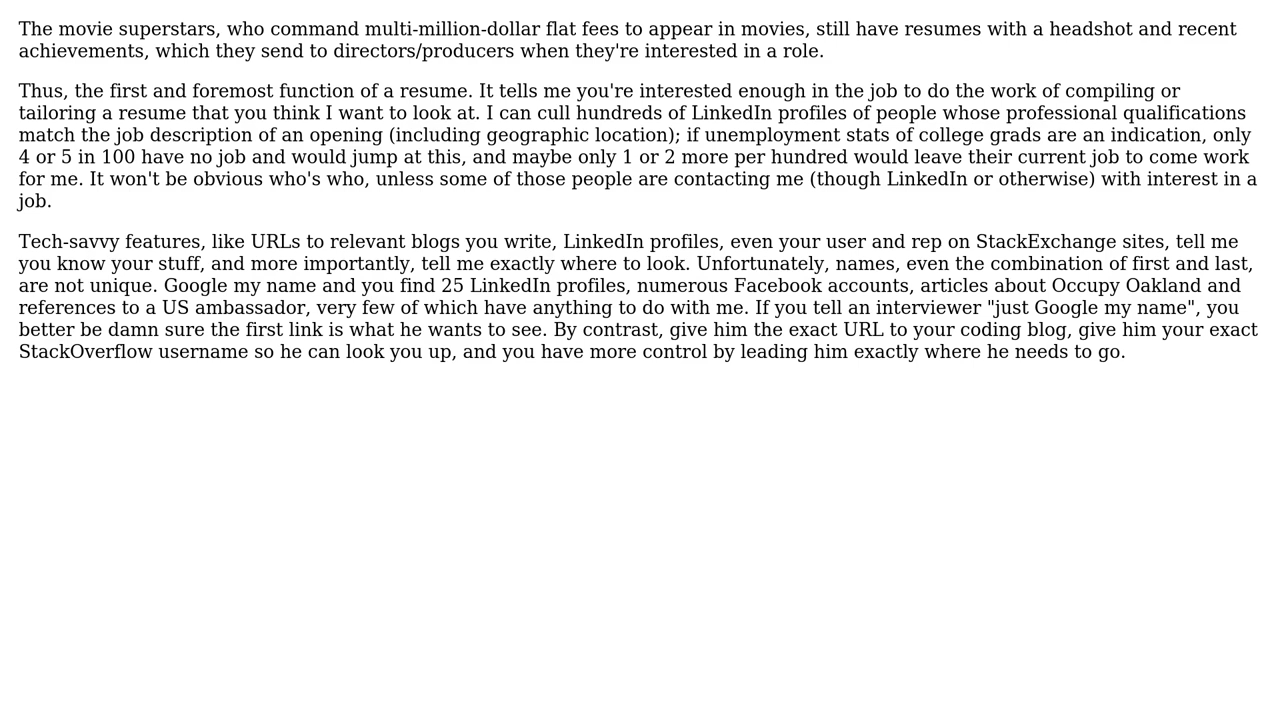 The movie superstars, who command multi-million-dollar flat fees to appear in movies, still have resumes with a headshot and recent
achievements, which they send to directors/producers when they're interested in a role.
Thus, the first and foremost function of a resume. It tells me you're interested enough in the job to do the work of compiling or
tailoring a resume that you think I want to look at. I can cull hundreds of LinkedIn profiles of people whose professional qualifications
match the job description of an opening (including geographic location); if unemployment stats of college grads are an indication, only
4 or 5 in 100 have no job and would jump at this, and maybe only 1 or 2 more per hundred would leave their current job to come work
for me. It won't be obvious who's who, unless some of those people are contacting me (though LinkedIn or otherwise) with interest in a
job.
Tech-savvy features, like URLs to relevant blogs you write, LinkedIn profiles, even your user and rep on StackExchange sites, tell me
you know your stuff, and more importantly, tell me exactly where to look. Unfortunately, names, even the combination of first and last,
are not unique. Google my name and you find 25 LinkedIn profiles, numerous Facebook accounts, articles about Occupy Oakland and
references to a US ambassador, very few of which have anything to do with me. If you tell an interviewer "just Google my name", you
better be damn sure the first link is what he wants to see. By contrast, give him the exact URL to your coding blog, give him your exact
StackOverflow username so he can look you up, and you have more control by leading him exactly where he needs to go.